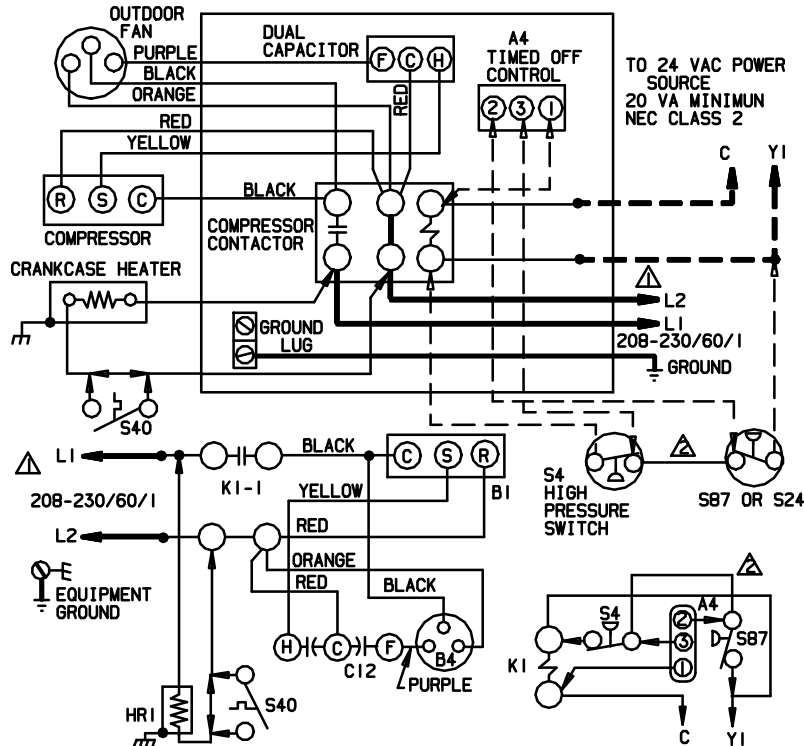 OUTDOOR
FAN
PURPLE
BLACK
ORANGE
DUAL
CAPACITOR
F C H
A4
TIMED OFF
CONTROL
2 3 1
TO 24 VAC POWER
SOURCE
20 VA MINIMUN
NEC CLASS 2
RED
RED
YELLOW
C
Y1
R S C
COMPRESSOR
BLACK
COMPRESSOR
CONTACTOR
CRANKCASE HEATER
1
L2
L1
208-230/60/1
GROUND
LUG
GROUND
S40
1
L1
K1-1
BLACK
C S R
B1
208-230/60/1
YELLOW
L2
RED
S4
HIGH
PRESSURE
SWITCH
2
S87 OR S24
EQUIPMENT
GROUND
ORANGE
RED
BLACK
H C F
C12
B4
PURPLE
HR1
S40
2
S4
A4
2
3
1
S87
K1
C
Y1